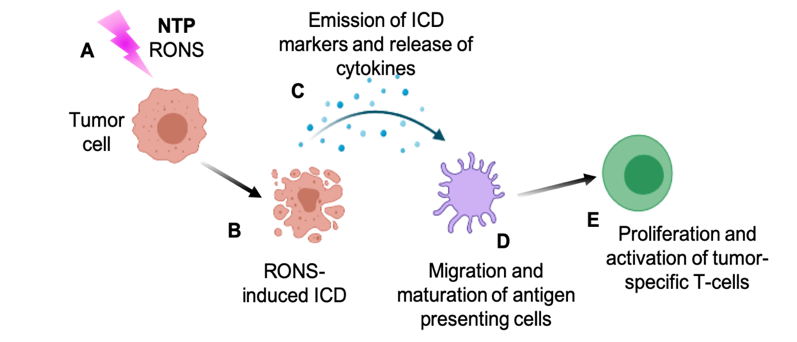 A
NTP
RONS
Tumor
cell
B
RONS-
induced ICD
Emission of ICD
markers and release of
cytokines
C
D
Migration and
maturation of antigen
presenting cells
E
Proliferation and
activation of tumor-
specific T-cells